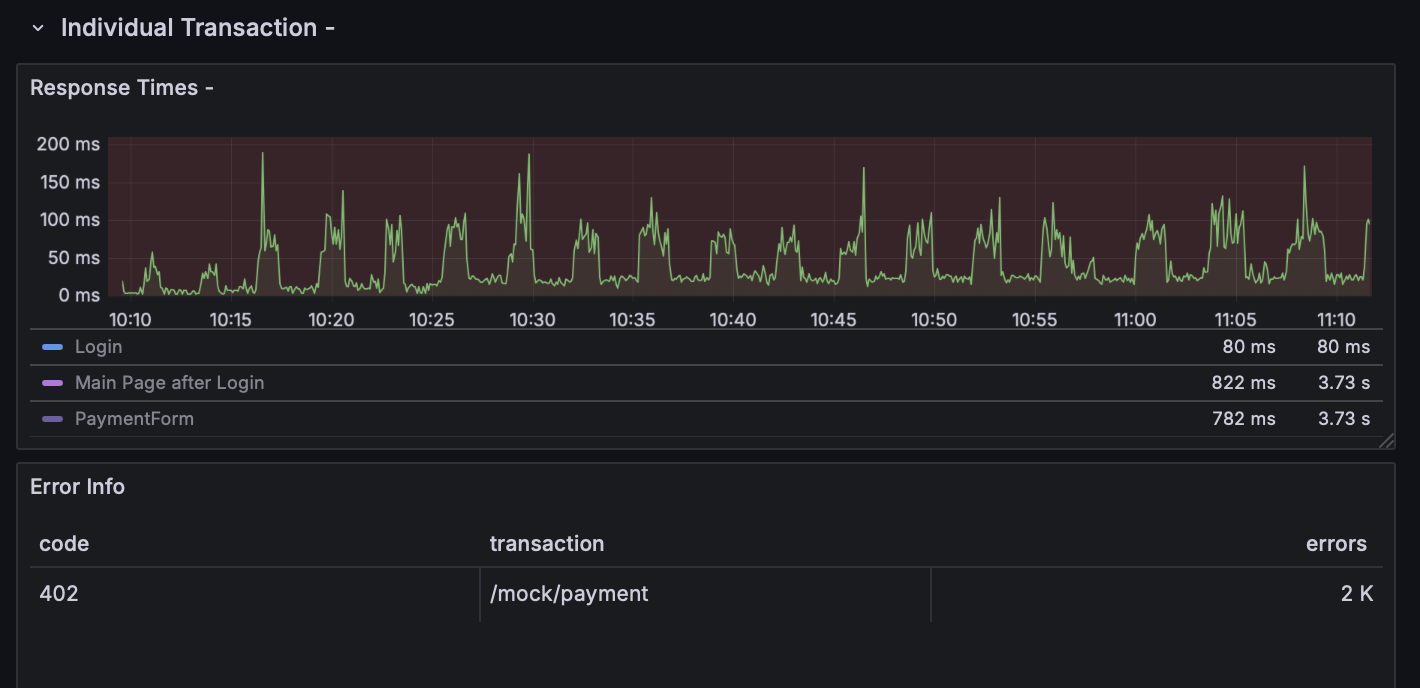 Individual Transaction -
Response Times -
200 ms
150 ms
100 ms
50 ms
0 ms
10:10 10:15 10:20 10:25 10:30 10:35 10:40 10:45 10:50 10:55 11:00 11:05 11:10
Login 80 ms 80 ms
Main Page after Login 822 ms 3.73 s
PaymentForm 782 ms 3.73 s
Error Info
code transaction errors
402 /mock/payment 2 K